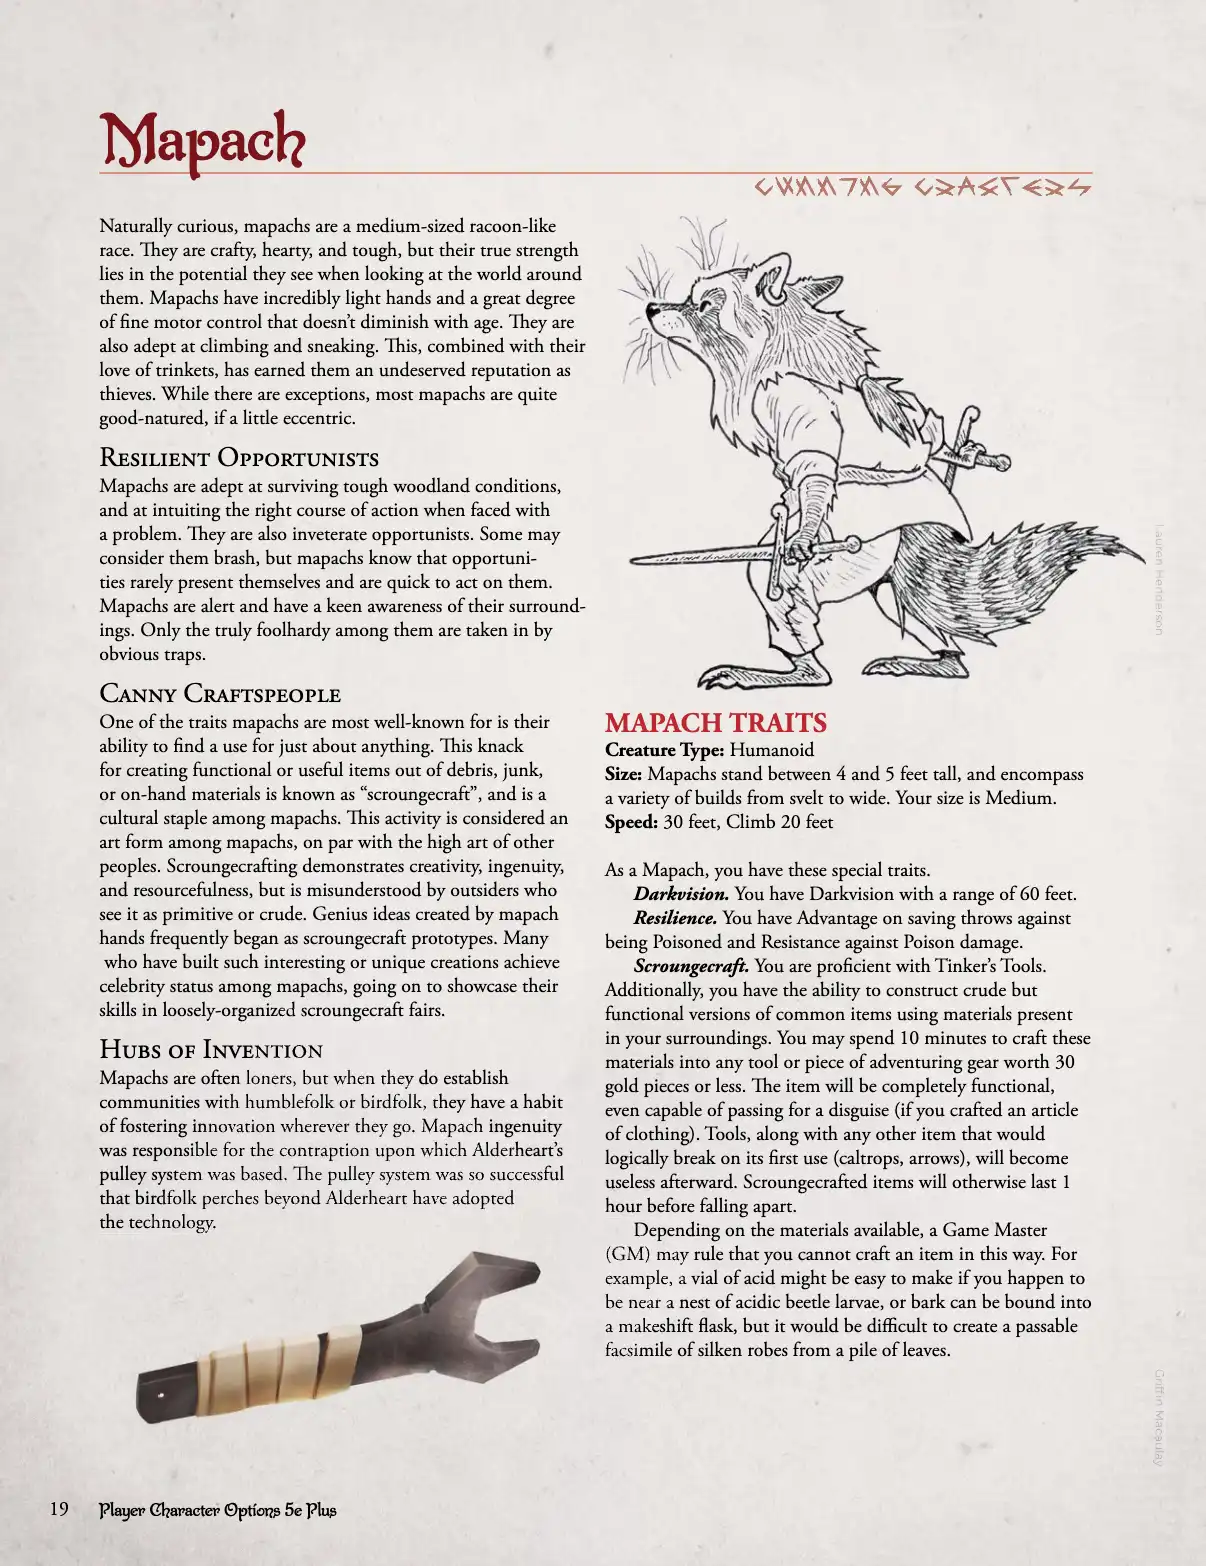 Mapach
CUNNING CRAFTERS
Naturally curious, mapachs are a medium-sized racoon-like
race. They are crafty, hearty, and tough, but their true strength
lies in the potential they see when looking at the world around
them. Mapachs have incredibly light hands and a great degree
of fine motor control that doesn’t diminish with age. They are
also adept at climbing and sneaking. This, combined with their
love of trinkets, has earned them an undeserved reputation as
thieves. While there are exceptions, most mapachs are quite
good-natured, if a little eccentric.
Resilient Opportunists
Mapachs are adept at surviving tough woodland conditions,
and at intuiting the right course of action when faced with
a problem. They are also inveterate opportunists. Some may
consider them brash, but mapachs know that opportuni-
ties rarely present themselves and are quick to act on them.
Mapachs are alert and have a keen awareness of their surround-
ings. Only the truly foolhardy among them are taken in by
obvious traps.
Canny Craftspeople
One of the traits mapachs are most well-known for is their
ability to find a use for just about anything. This knack
for creating functional or useful items out of debris, junk,
or on-hand materials is known as “scroungecraft”, and is a
cultural staple among mapachs. This activity is considered an
art form among mapachs, on par with the high art of other
peoples. Scroungecrafting demonstrates creativity, ingenuity,
and resourcefulness, but is misunderstood by outsiders who
see it as primitive or crude. Genius ideas created by mapach
hands frequently began as scroungecraft prototypes. Many
who have built such interesting or unique creations achieve
celebrity status among mapachs, going on to showcase their
skills in loosely-organized scroungecraft fairs.
Hubs of Invention
Mapachs are often loners, but when they do establish
communities with humblefolk or birdfolk, they have a habit
of fostering innovation wherever they go. Mapach ingenuity
was responsible for the contraption upon which Alderheart’s
pulley system was based. The pulley system was so successful
that birdfolk perches beyond Alderheart have adopted
the technology.
Lauren Henderson
MAPACH TRAITS
Creature Type: Humanoid
Size: Mapachs stand between 4 and 5 feet tall, and encompass
a variety of builds from svelt to wide. Your size is Medium.
Speed: 30 feet, Climb 20 feet
As a Mapach, you have these special traits.
Darkvision. You have Darkvision with a range of 60 feet.
Resilience. You have Advantage on saving throws against
being Poisoned and Resistance against Poison damage.
Scroungecraft. You are proficient with Tinker’s Tools.
Additionally, you have the ability to construct crude but
functional versions of common items using materials present
in your surroundings. You may spend 10 minutes to craft these
materials into any tool or piece of adventuring gear worth 30
gold pieces or less. The item will be completely functional,
even capable of passing for a disguise (if you crafted an article
of clothing). Tools, along with any other item that would
logically break on its first use (caltrops, arrows), will become
useless afterward. Scroungecrafted items will otherwise last 1
hour before falling apart.
Depending on the materials available, a Game Master
(GM) may rule that you cannot craft an item in this way. For
example, a vial of acid might be easy to make if you happen to
be near a nest of acidic beetle larvae, or bark can be bound into
a makeshift flask, but it would be difficult to create a passable
facsimile of silken robes from a pile of leaves.
Griffin Macaulay
19 Player Character Options 5e Plus